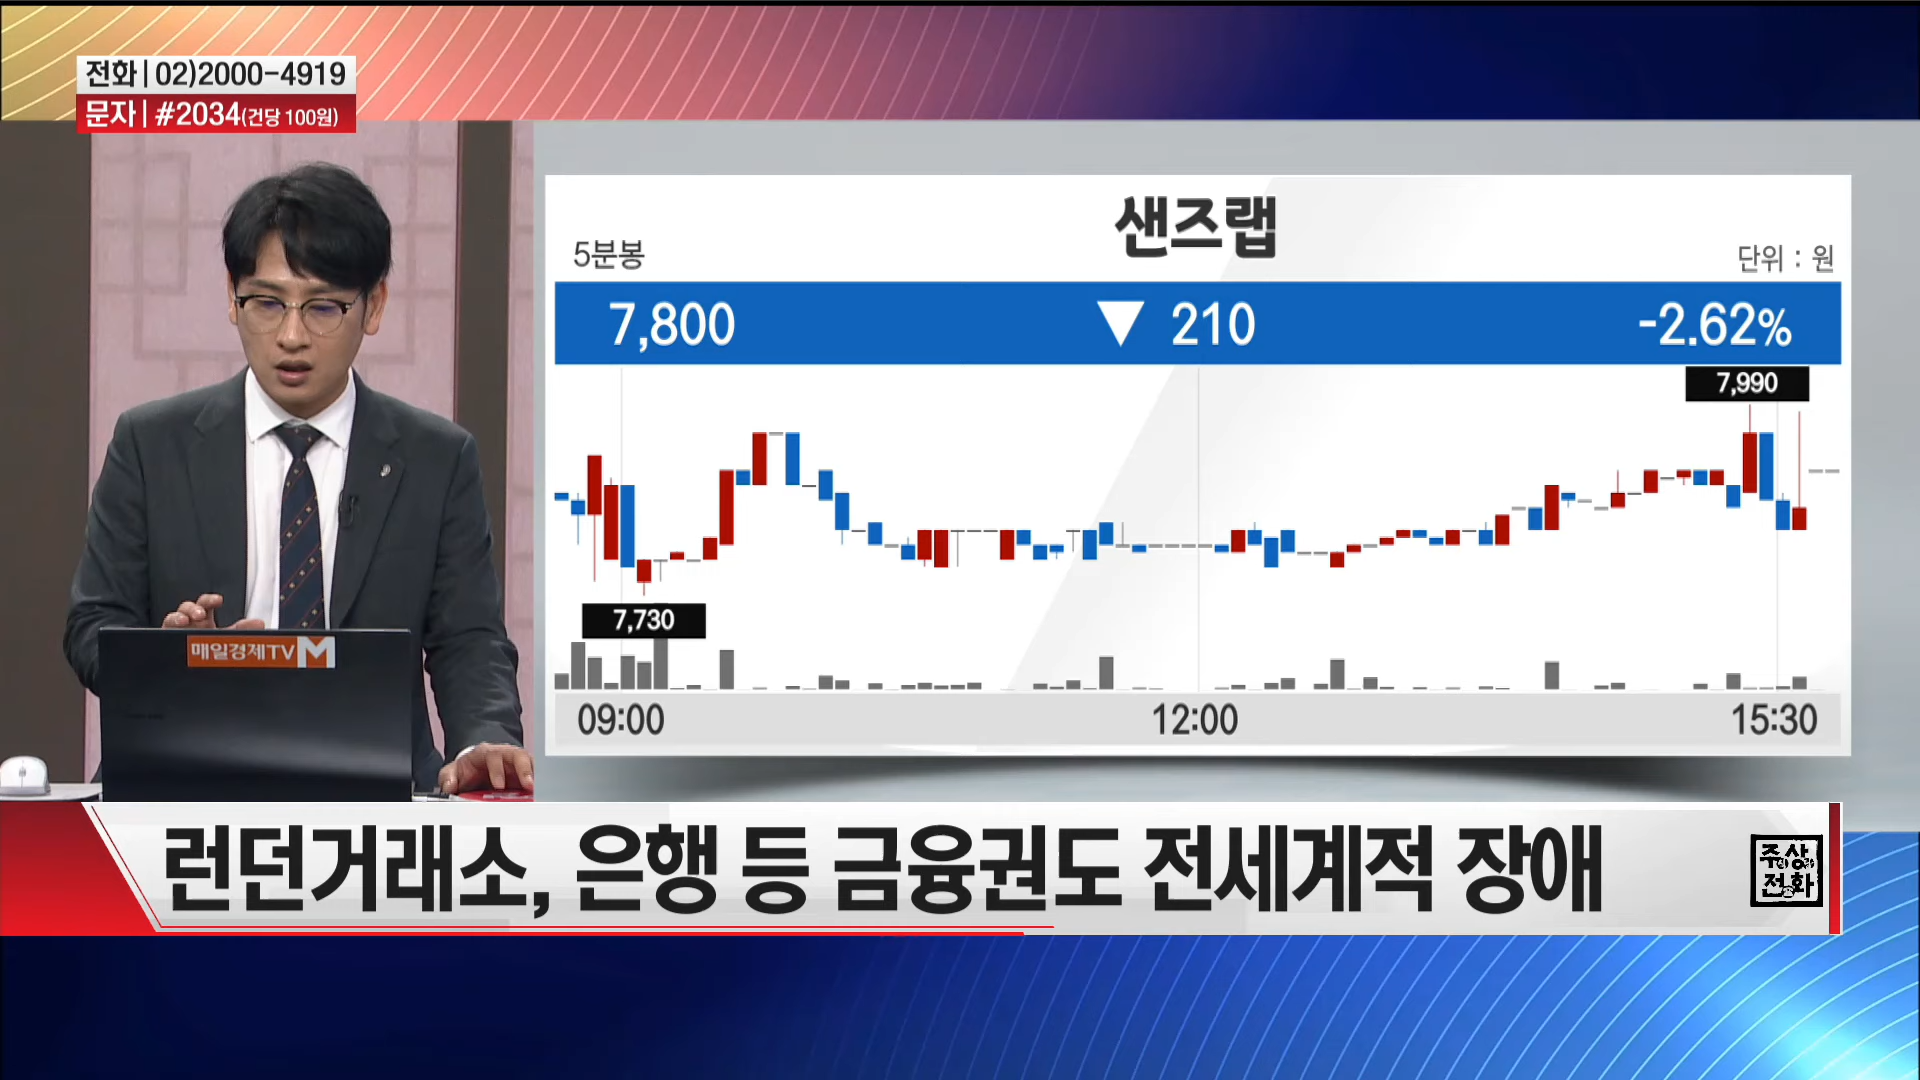 전화 | 02)2000-4919
문자 | #2034(건당 100원)
샌즈랩
5분봉
단위 : 원
7,800 ▼ 210 -2.62%
7,990
7,730
09:00 12:00 15:30
매일경제TV M
런던거래소, 은행 등 금융권도 전세계적 장애
주상
전화